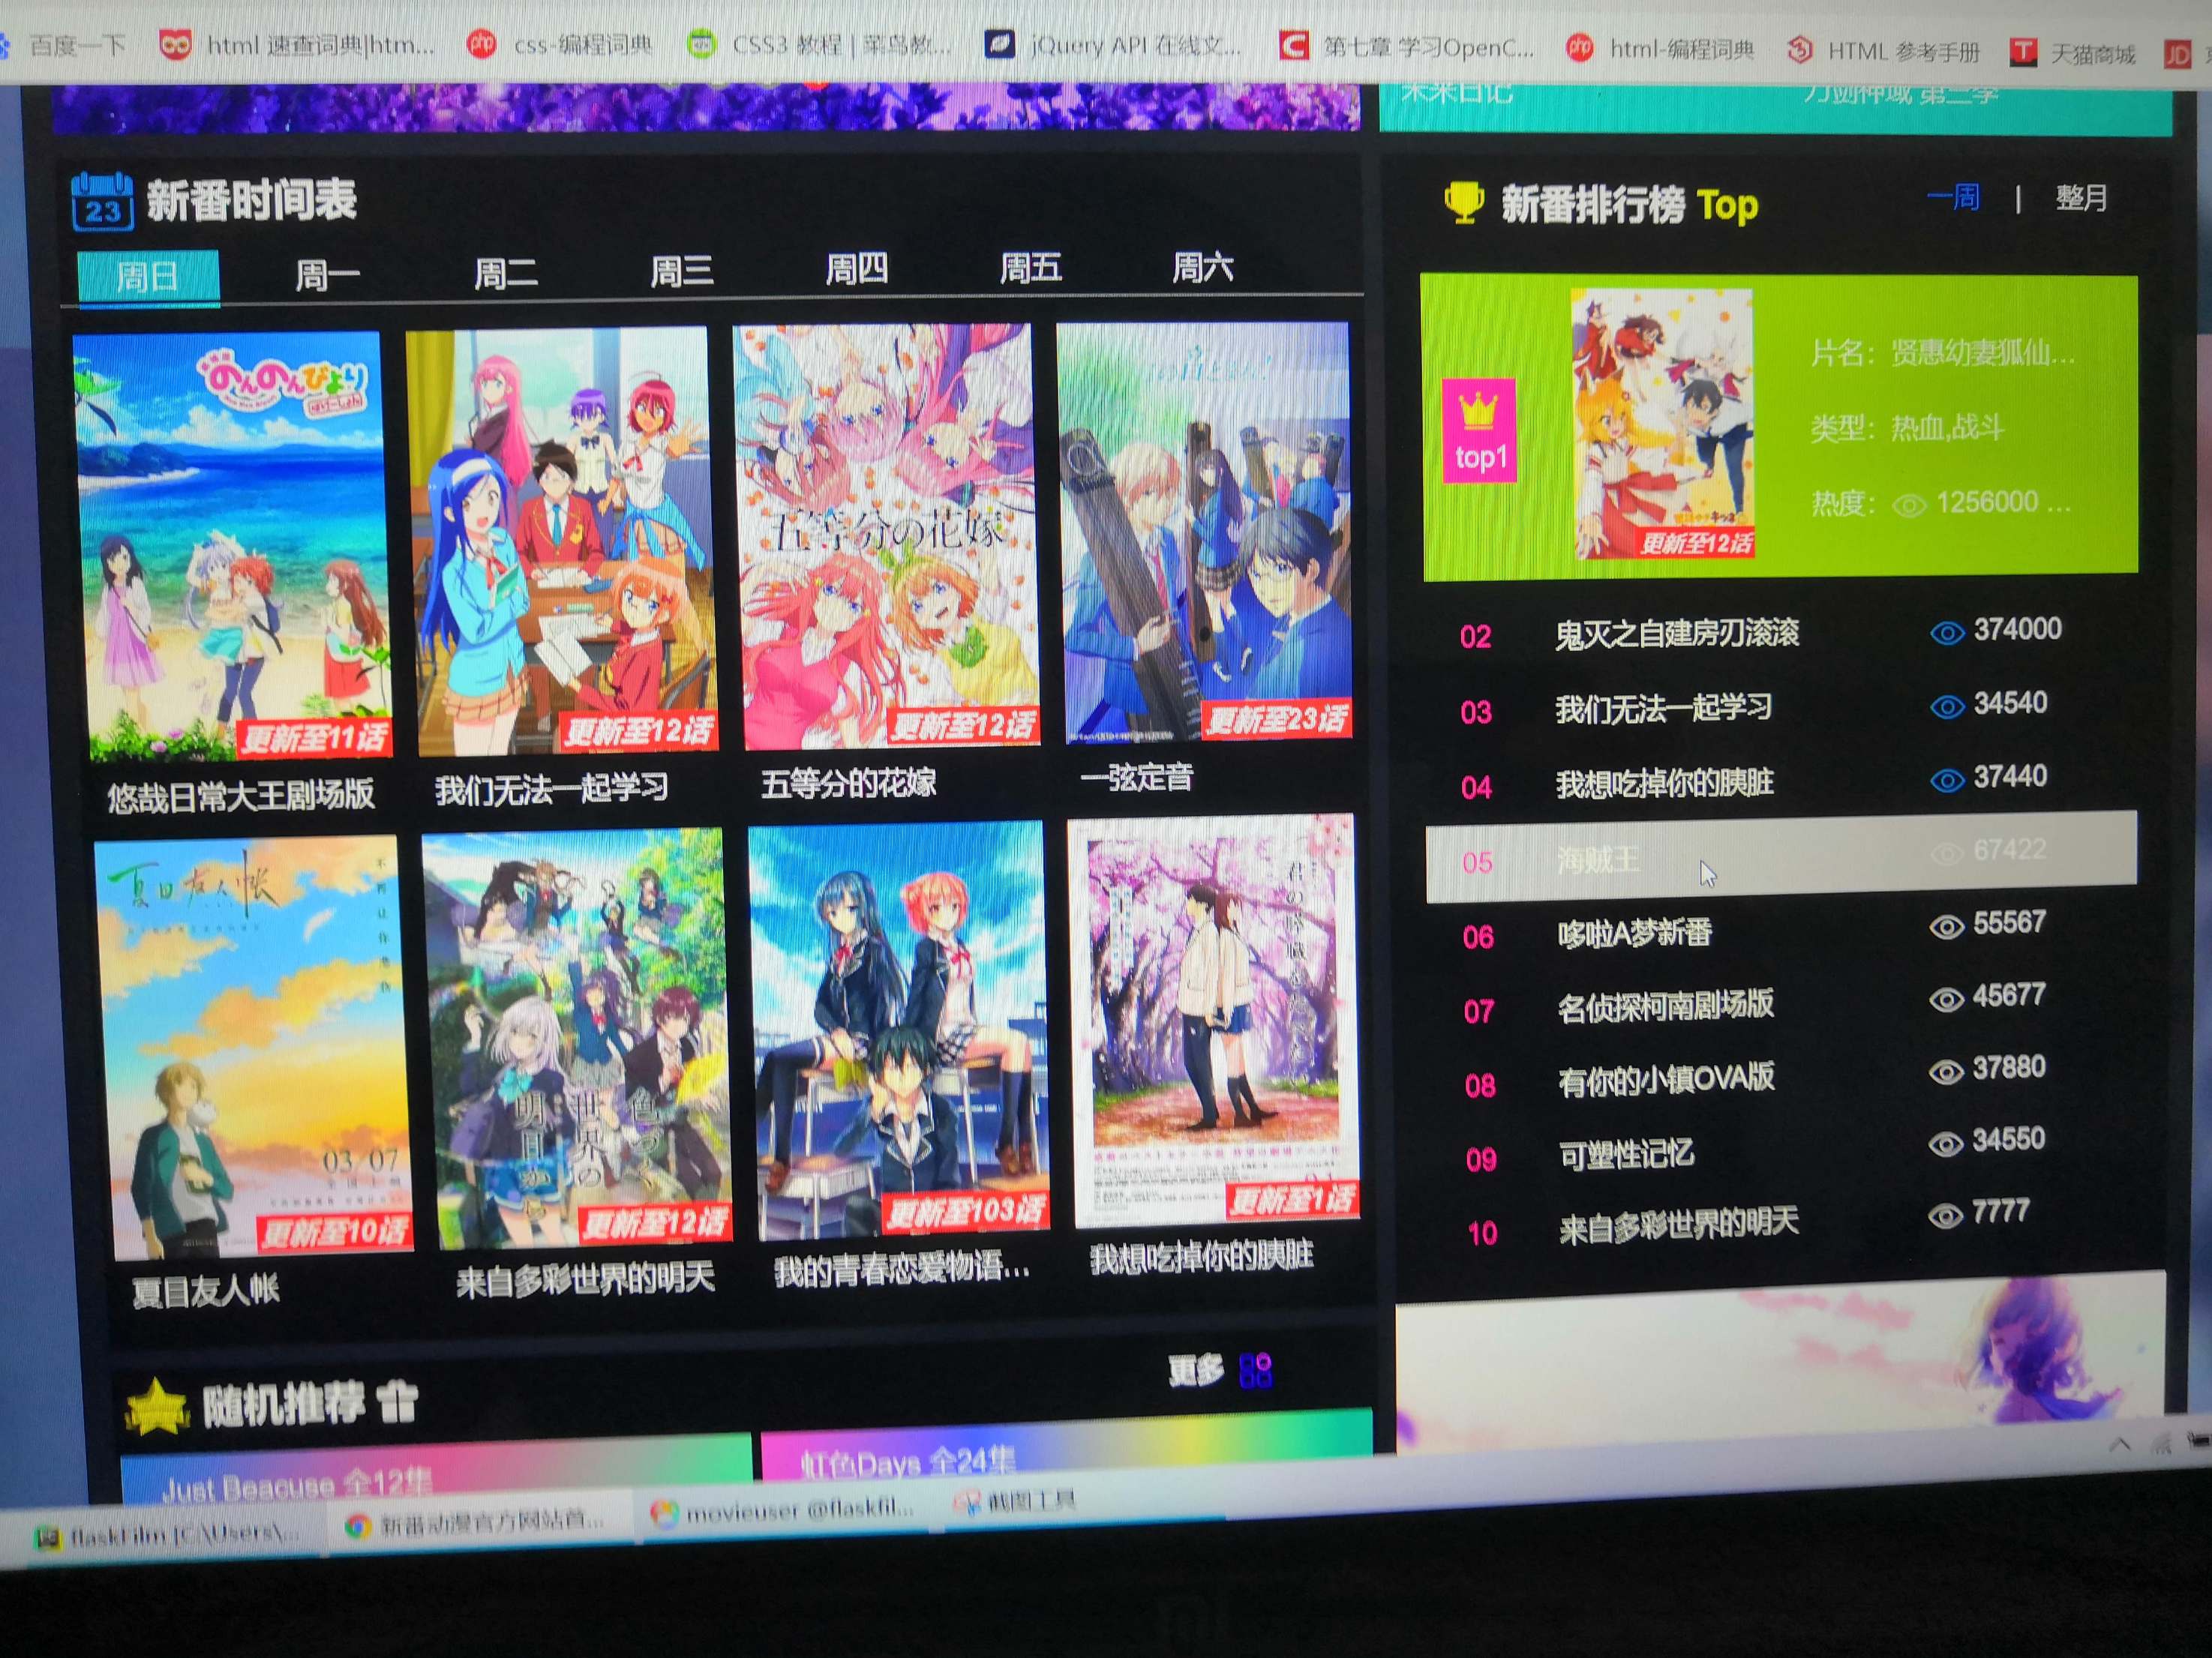 百度一下
html 速查词典|htm...
css-编程词典
CSS3 教程 | 菜鸟教...
jQuery API 在线文...
第七章 学习OpenC...
html-编程词典
HTML 参考手册
天猫商城
JD
未来日记
刀剑神域 第二季
23 新番时间表
周日 周一 周二 周三 周四 周五 周六
のんのんびより
更新至11话
更新至12话
五等分の花嫁
更新至12话
更新至23话
悠哉日常大王剧场版
我们无法一起学习
五等分的花嫁
一弦定音
03/07
更新至10话
更新至12话
更新至103话
更新至1话
夏目友人帐
来自多彩世界的明天
我的青春恋爱物语...
我想吃掉你的胰脏
新番排行榜 Top
一周 | 整月
top1
更新至12话
片名：贤惠幼妻狐仙...
类型：热血,战斗
热度：1256000 ...
02 鬼灭之自建房刃滚滚 374000
03 我们无法一起学习 34540
04 我想吃掉你的胰脏 37440
05 海贼王 67422
06 哆啦A梦新番 55567
07 名侦探柯南剧场版 45677
08 有你的小镇OVA版 37880
09 可塑性记忆 34550
10 来自多彩世界的明天 7777
随机推荐
更多
Just Beacuse 全12集
虹色Days 全24集
flaskFilm [C:\Users\...
新番动漫官方网站首...
movieuser @flaskfil...
截图工具